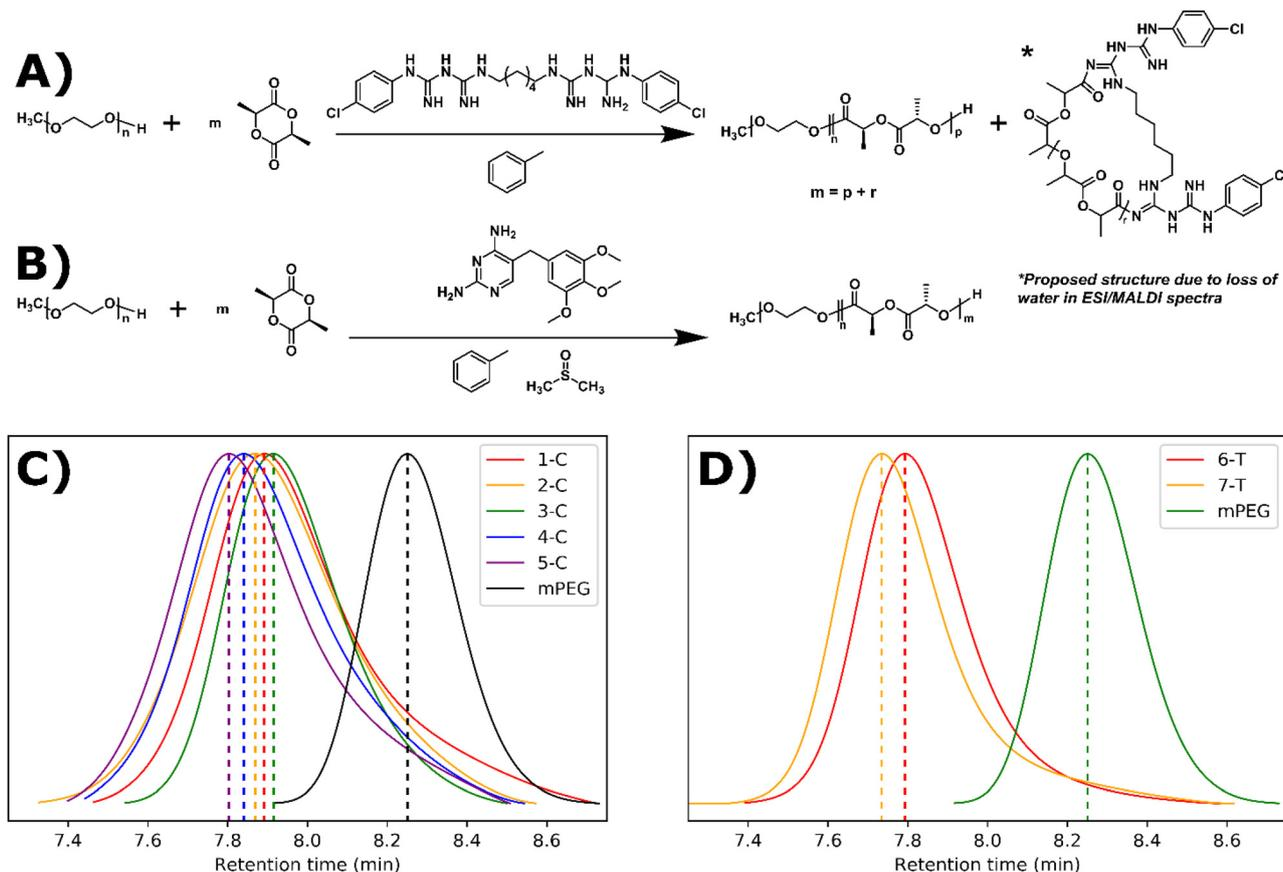 A)
H₃C
O
O
n
H
+
m
O
O
O
O
Cl
H
N
H
N
H
N
NH
NH
4
H
N
H
N
H
N
NH
NH₂
Cl
H₃C
O
O
n
O
O
O
O
H
p
m = p + r
+
*
Cl
HN
HN
NH
N
HN
O
O
O
O
O
O
O
r
HN
NH
N
N
H
N
H
Cl
*Proposed structure due to loss of
water in ESI/MALDI spectra
B)
H₃C
O
O
n
H
+
m
O
O
O
O
NH₂
N
H₂N
N
O
O
O
O
S
H₃C
CH₃
H₃C
O
O
n
O
O
O
O
H
m
C)
1-C
2-C
3-C
4-C
5-C
mPEG
7.4 7.6 7.8 8.0 8.2 8.4 8.6
Retention time (min)
D)
6-T
7-T
mPEG
7.4 7.6 7.8 8.0 8.2 8.4 8.6
Retention time (min)